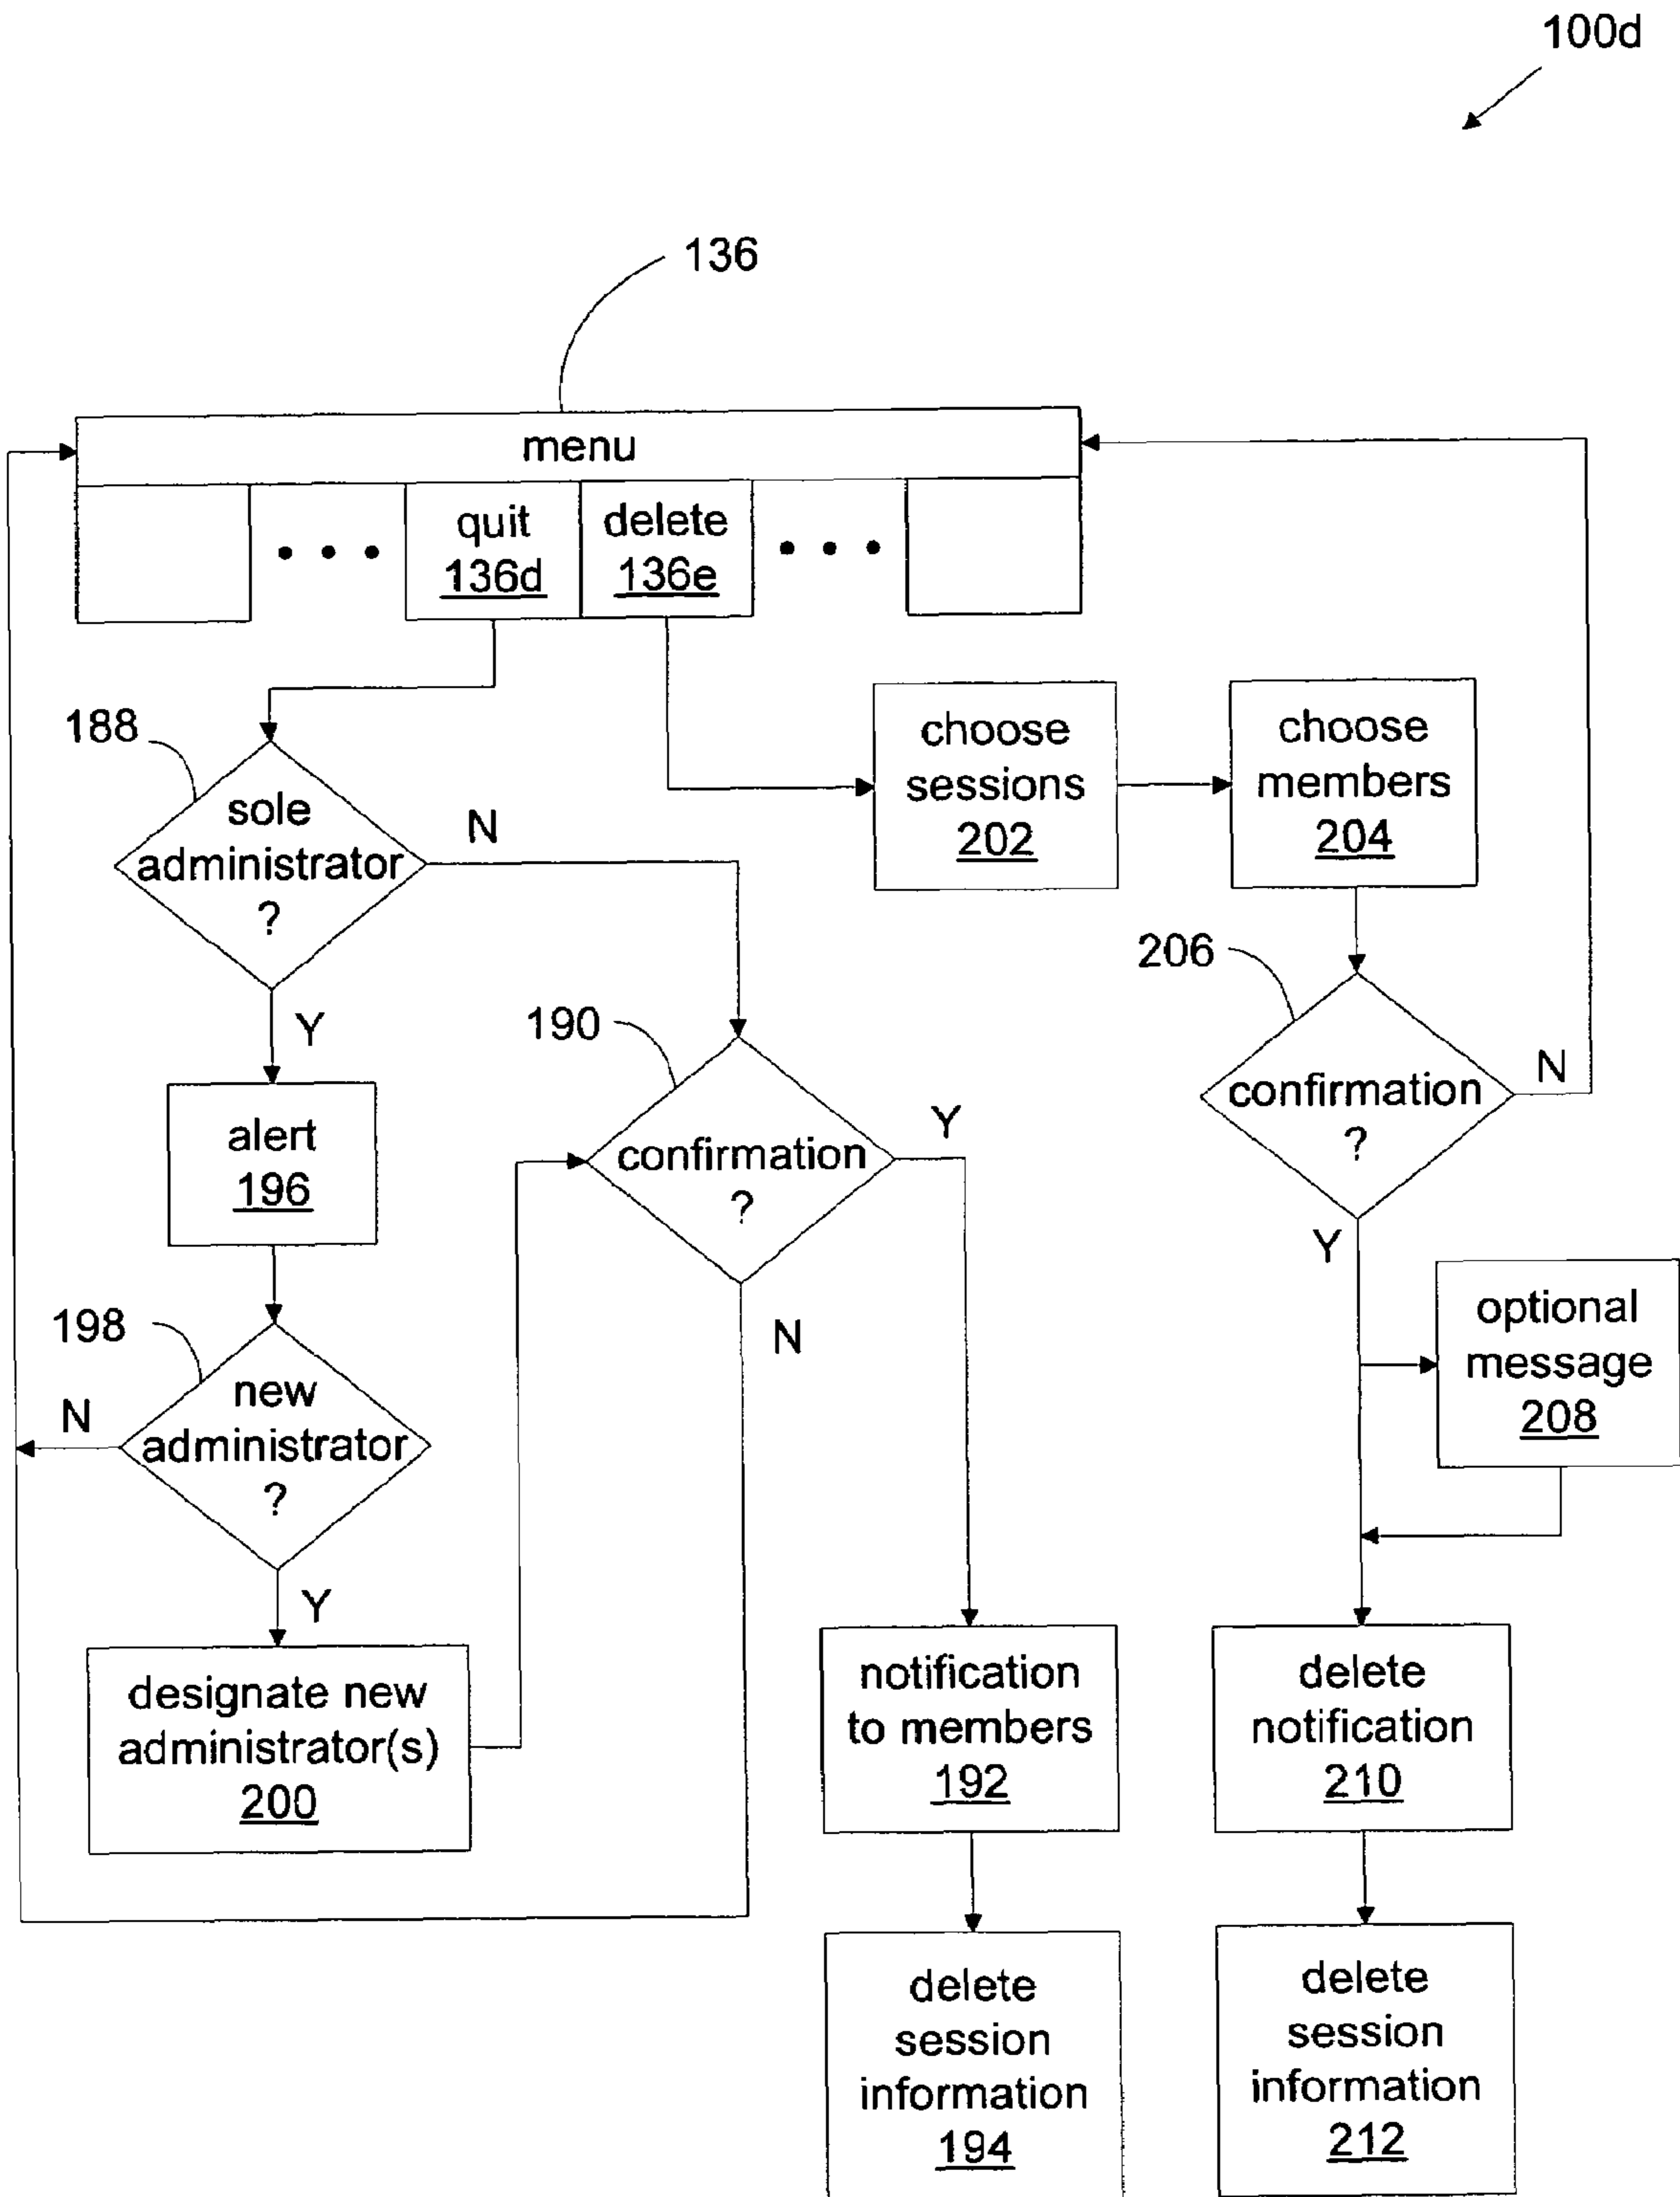 100d
136
menu
quit
136d
delete
136e
188
sole
administrator
?
N
Y
choose
sessions
202
choose
members
204
206
confirmation
?
N
Y
190
confirmation
?
Y
N
alert
196
198
new
administrator
?
N
Y
optional
message
208
designate new
administrator(s)
200
notification
to members
192
delete
notification
210
delete
session
information
194
delete
session
information
212